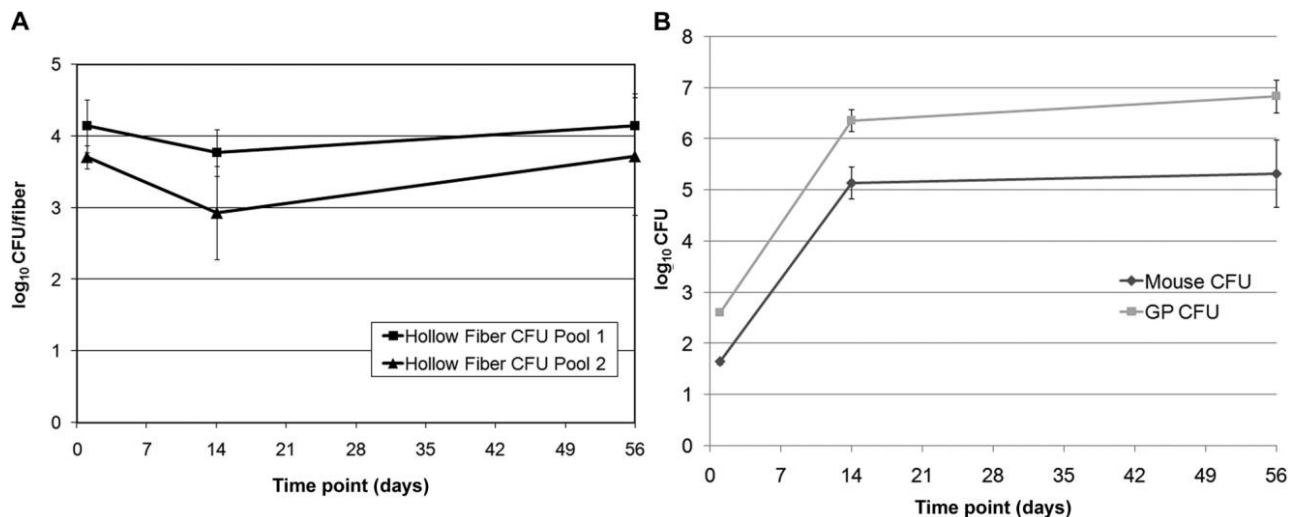 A
5
4
3
2
1
0
log10 CFU/fiber
0 7 14 21 28 35 42 49 56
Time point (days)
Hollow Fiber CFU Pool 1
Hollow Fiber CFU Pool 2
B
8
7
6
5
4
3
2
1
0
log10 CFU
0 7 14 21 28 35 42 49 56
Time point (days)
Mouse CFU
GP CFU